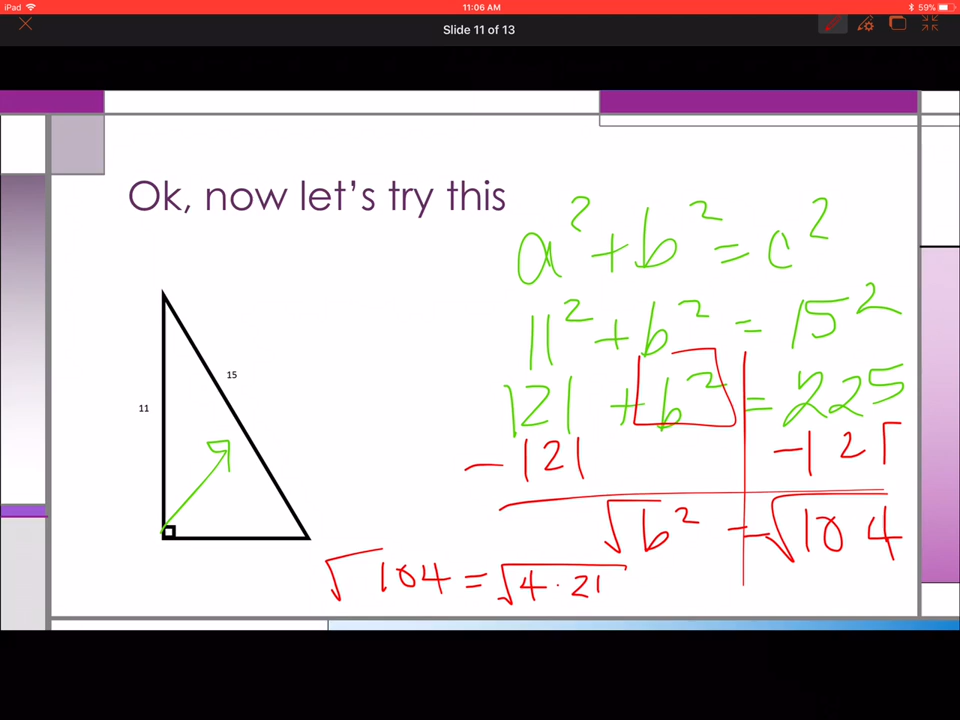 iPad
11:06 AM
59%
Slide 11 of 13
Ok, now let's try this
a² + b² = c²
11² + b² = 15²
121 + b² = 225
-121 -121
√b² = √104
√104 = √4·21
15
11